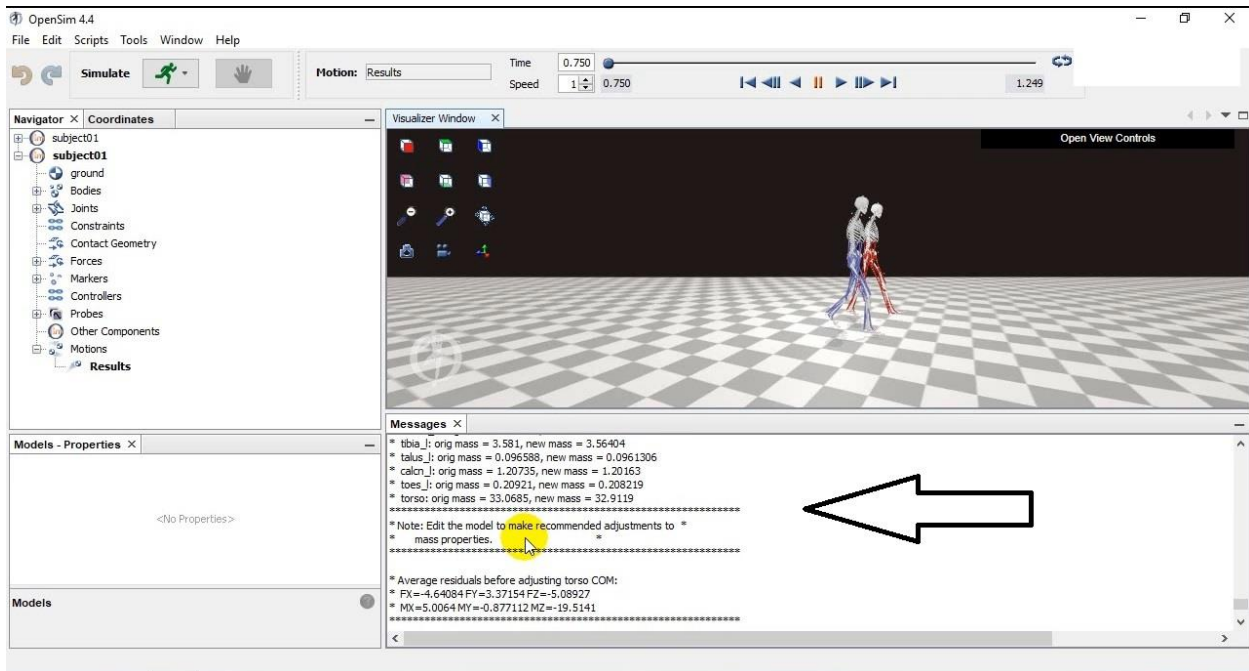 OpenSim 4.4
File Edit Scripts Tools Window Help
Simulate
Motion: Results
Time 0.750
Speed 1 0.750
1.249
Navigator Coordinates
subject01
subject01
ground
Bodies
Joints
Constraints
Contact Geometry
Forces
Markers
Controllers
Probes
Other Components
Motions
Results
Models - Properties
<No Properties>
Models
Visualizer Window
Open View Controls
Messages
* tibia_l: orig mass = 3.581, new mass = 3.56404
* talus_l: orig mass = 0.096588, new mass = 0.0961306
* calcn_l: orig mass = 1.20735, new mass = 1.20163
* toes_l: orig mass = 0.20921, new mass = 0.208219
* torso: orig mass = 33.0685, new mass = 32.9119
* Note: Edit the model to make recommended adjustments to *
* mass properties. *
* Average residuals before adjusting torso COM:
* FX=-4.64084 FY=3.37154 FZ=-5.08927
* MX=5.0064 MY=-0.877112 MZ=-19.5141